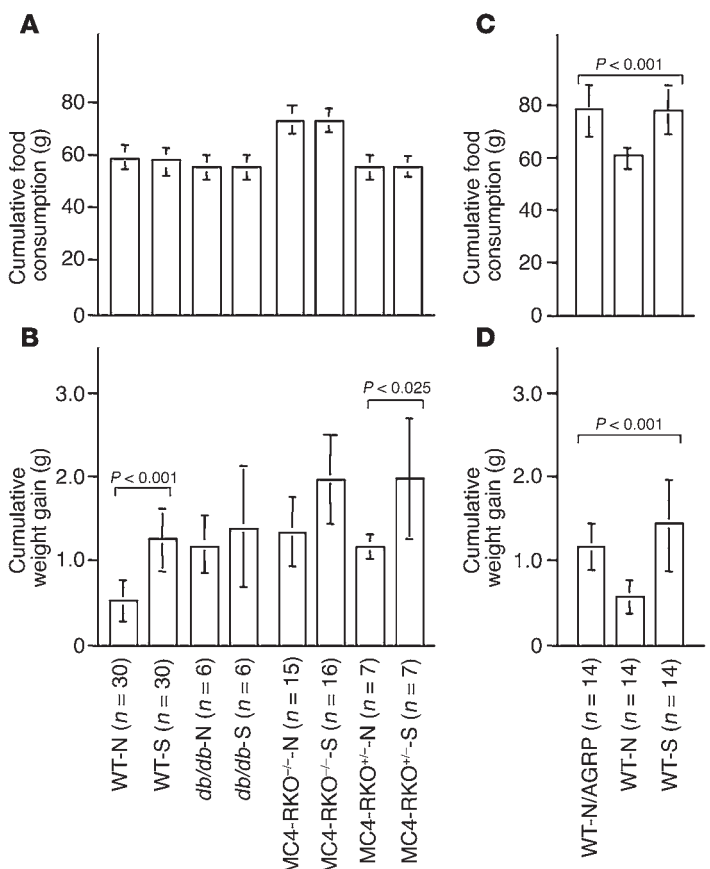 A
Cumulative food
consumption (g)
80
60
40
20
0
B
Cumulative
weight gain (g)
3.0
2.0
1.0
0
P < 0.001
P < 0.025
WT-N (n = 30)
WT-S (n = 30)
db/db-N (n = 6)
db/db-S (n = 6)
MC4-RKO−/−-N (n = 15)
MC4-RKO−/−-S (n = 16)
MC4-RKO+/−-N (n = 7)
MC4-RKO+/−-S (n = 7)
C
Cumulative food
consumption (g)
80
60
40
20
0
P < 0.001
D
Cumulative
weight gain (g)
3.0
2.0
1.0
0
P < 0.001
WT-N/AGRP (n = 14)
WT-N (n = 14)
WT-S (n = 14)